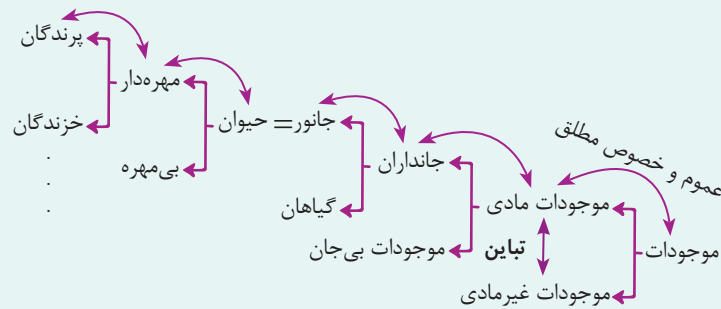 عموم و خصوص مطلق
موجودات
موجودات مادی
تباین
موجودات غیرمادی
جانداران
موجودات بی‌جان
جانور = حیوان
گیاهان
مهره‌دار
بی‌مهره
پرندگان
خزندگان
.
.
.